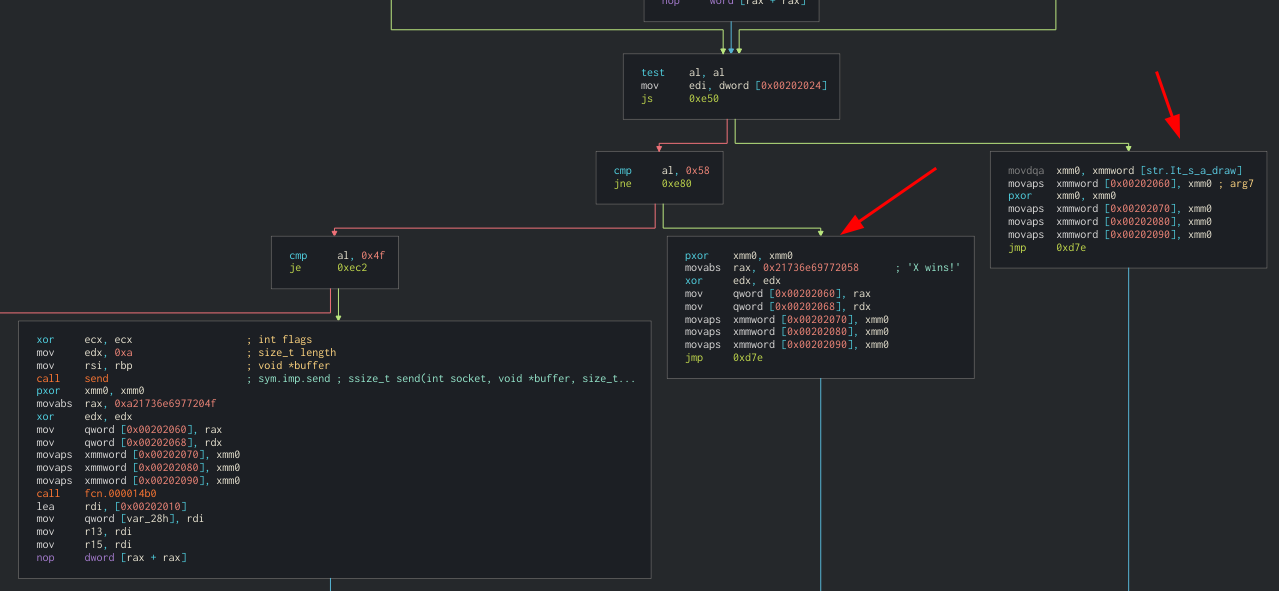 nop word [rax + rax]
test al, al
mov edi, dword [0x00202024]
js 0xe50
cmp al, 0x58
jne 0xe80
movdqa xmm0, xmmword [str.It_s_a_draw]
movaps xmmword [0x00202060], xmm0 ; arg7
pxor xmm0, xmm0
movaps xmmword [0x00202070], xmm0
movaps xmmword [0x00202080], xmm0
movaps xmmword [0x00202090], xmm0
jmp 0xd7e
cmp al, 0x4f
je 0xec2
pxor xmm0, xmm0
movabs rax, 0x21736e69772058 ; 'X wins!'
xor edx, edx
mov qword [0x00202060], rax
mov qword [0x00202068], rdx
movaps xmmword [0x00202070], xmm0
movaps xmmword [0x00202080], xmm0
movaps xmmword [0x00202090], xmm0
jmp 0xd7e
xor ecx, ecx ; int flags
mov edx, 0xa ; size_t length
mov rsi, rbp ; void *buffer
call send ; sym.imp.send ; ssize_t send(int socket, void *buffer, size_t...
pxor xmm0, xmm0
movabs rax, 0xa21736e6977204f
xor edx, edx
mov qword [0x00202060], rax
mov qword [0x00202068], rdx
movaps xmmword [0x00202070], xmm0
movaps xmmword [0x00202080], xmm0
movaps xmmword [0x00202090], xmm0
call fcn.000014b0
lea rdi, [0x00202010]
mov qword [var_28h], rdi
mov r13, rdi
mov r15, rdi
nop dword [rax + rax]